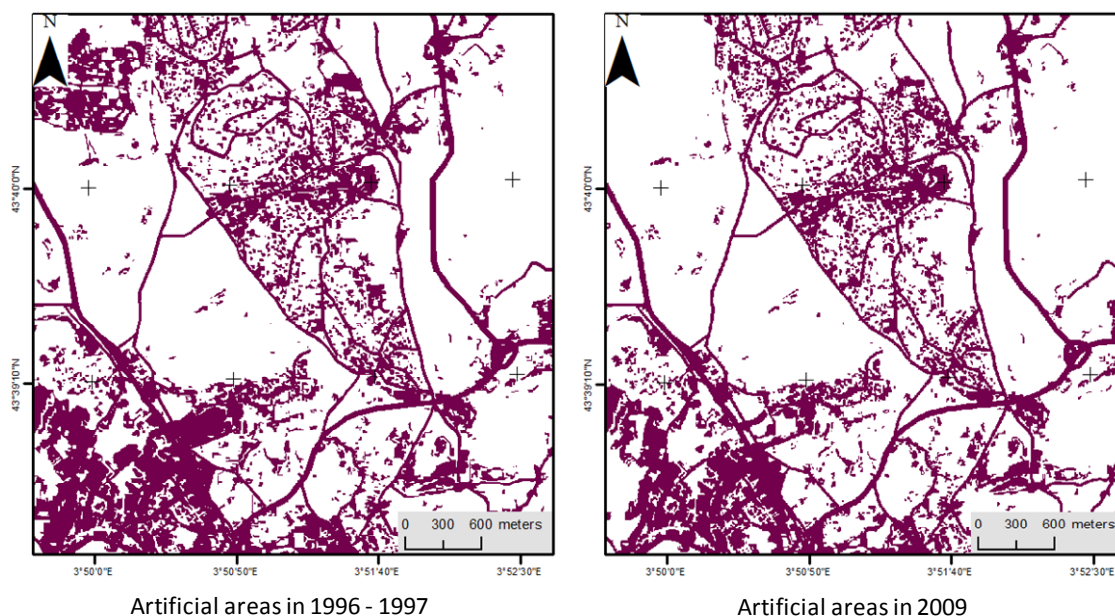 N
N
43°40'0"N
43°39'10"N
43°40'0"N
43°39'10"N
0 300 600 meters
0 300 600 meters
3°50'0"E 3°50'50"E 3°51'40"E 3°52'30"E
3°50'0"E 3°50'50"E 3°51'40"E 3°52'30"E
Artificial areas in 1996 - 1997
Artificial areas in 2009